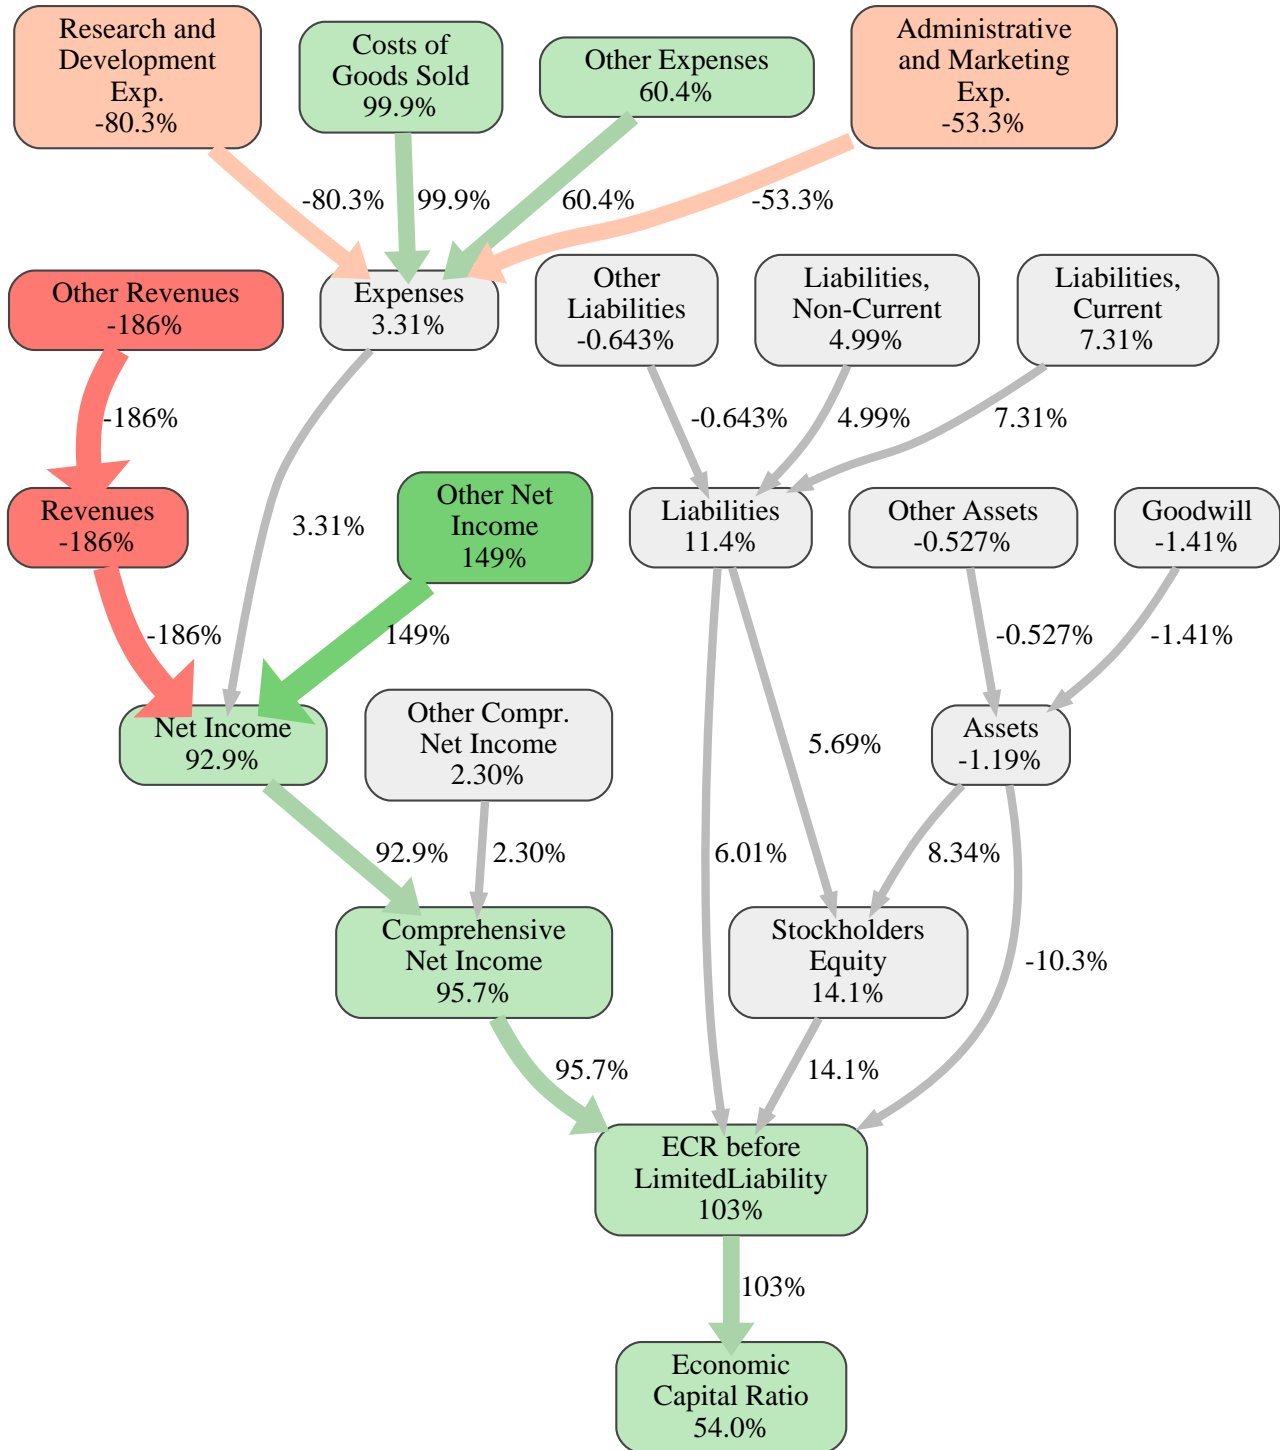 Research and
Development
Exp.
-80.3%
Costs of
Goods Sold
99.9%
Other Expenses
60.4%
Administrative
and Marketing
Exp.
-53.3%
-80.3%
99.9%
60.4%
-53.3%
Other Revenues
-186%
Expenses
3.31%
Other
Liabilities
-0.643%
Liabilities,
Non-Current
4.99%
Liabilities,
Current
7.31%
-186%
-0.643%
4.99%
7.31%
Revenues
-186%
3.31%
Other Net
Income
149%
Liabilities
11.4%
Other Assets
-0.527%
Goodwill
-1.41%
-186%
149%
-0.527%
-1.41%
Net Income
92.9%
Other Compr.
Net Income
2.30%
5.69%
Assets
-1.19%
92.9%
2.30%
6.01%
8.34%
Comprehensive
Net Income
95.7%
Stockholders
Equity
14.1%
-10.3%
95.7%
14.1%
ECR before
LimitedLiability
103%
103%
Economic
Capital Ratio
54.0%